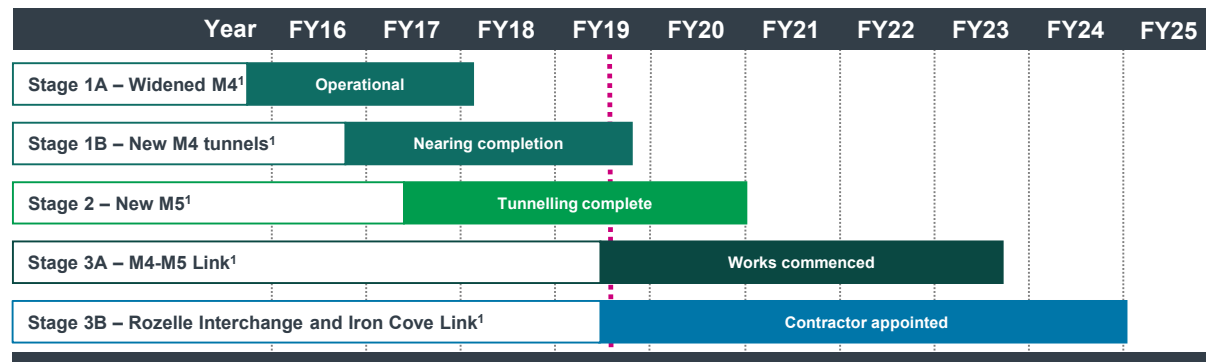 Year FY16 FY17 FY18 FY19 FY20 FY21 FY22 FY23 FY24 FY25
Stage 1A – Widened M4¹ Operational
Stage 1B – New M4 tunnels¹ Nearing completion
Stage 2 – New M5¹ Tunnelling complete
Stage 3A – M4-M5 Link¹ Works commenced
Stage 3B – Rozelle Interchange and Iron Cove Link¹ Contractor appointed